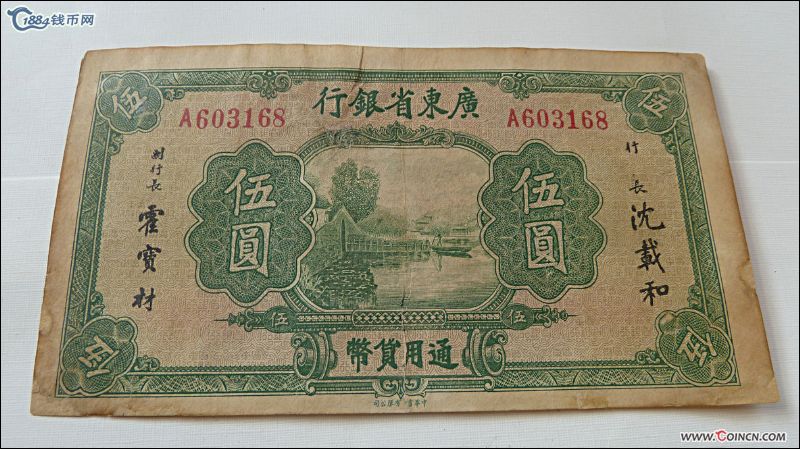 1884钱币网
廣東省銀行
A603168
A603168
伍
伍
行長
沈載和
副行長
霍寶材
伍圓
伍圓
伍
伍
通用貨幣
伍
伍
WWW.COINCN.COM